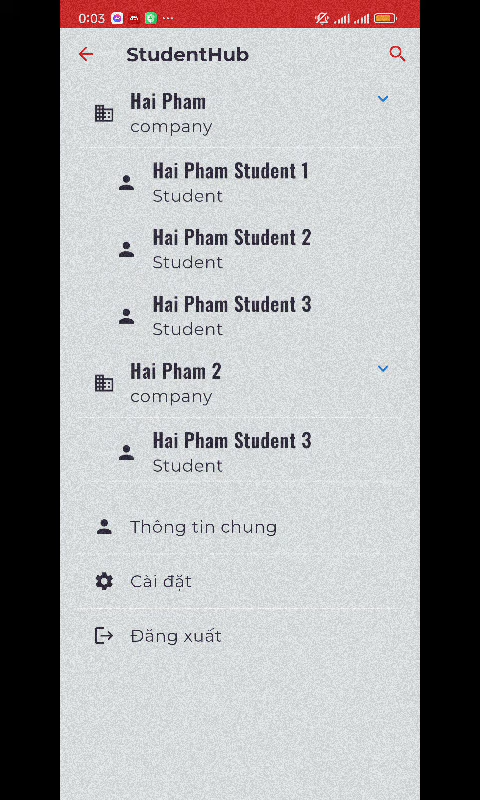 0:03
StudentHub
Hai Pham
company
Hai Pham Student 1
Student
Hai Pham Student 2
Student
Hai Pham Student 3
Student
Hai Pham 2
company
Hai Pham Student 3
Student
Thông tin chung
Cài đặt
Đăng xuất